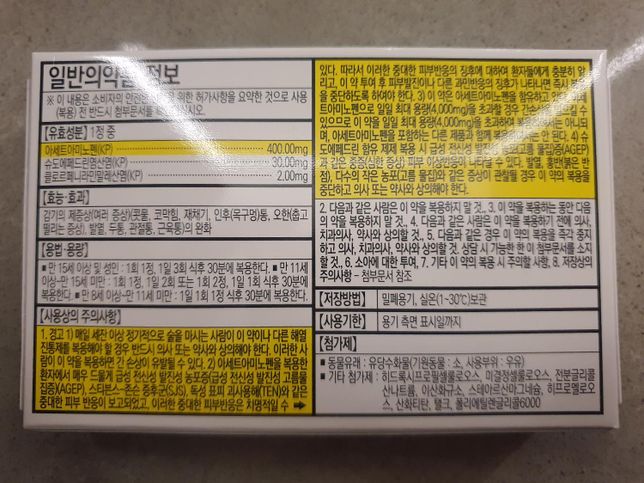 일반의약품 정보
※ 이 내용은 소비자의 안전한 을 위한 허가사항을 요약한 것으로 사용
(복용) 전 반드시 첨부문서를 시오.
【유효성분】 1정 중
아세트아미노펜(KP) 400.00mg
슈도에페드린염산염(KP) 30.00mg
클로르페니라민말레산염(KP) 2.00mg
【효능·효과】
감기의 제증상(여러 증상)(콧물, 코막힘, 재채기, 인후(목구멍)통, 오한(춥고
떨리는 증상), 발열, 두통, 관절통, 근육통)의 완화
【용법·용량】
■ 만 15세 이상 및 성인 : 1회 1정, 1일 3회 식후 30분에 복용한다. ■ 만 11세
이상~만 15세 미만 : 1회 1정, 1일 2회 또는 1회 2정, 1일 1회 식후 30분에
복용한다. ■ 만 8세 이상~만 11세 미만 : 1일 1회 1정 식후 30분에 복용한다.
【사용상의 주의사항】
1. 경고 1) 매일 세잔 이상 정기적으로 술을 마시는 사람이 이 약이나 다른 해열
진통제를 복용해야 할 경우 반드시 의사 또는 약사와 상의해야 한다. 이러한 사
람이 이 약을 복용하면 간 손상이 유발될 수 있다. 2) 아세트아미노펜을 복용한
환자에서 매우 드물게 급성 전신성 발진성 농포증(급성 전신성 발진성 고름물
집증)(AGEP), 스티븐스-존슨 증후군(SJS), 독성 표피 괴사용해(TEN)와 같은
중대한 피부 반응이 보고되었고, 이러한 중대한 피부반응은 치명적일 수 →
있다. 따라서 이러한 중대한 피부반응의 징후에 대하여 환자들에게 충분히 알
리고, 이 약 투여 후 피부발진이나 다른 과민반응의 징후가 나타나면 즉시 복용
을 중단하도록 하여야 한다. 3) 이 약은 아세트아미노펜을 함유하고 있다. 아세
트아미노펜으로 일일 최대 용량(4,000mg)을 초과할 경우 간손상을 일으킬 수
있으므로 이 약을 일일 최대 용량(4,000mg)을 초과하여 복용하여서는 아니되
며, 아세트아미노펜을 포함하는 다른 제품과 함께 복용하여서는 안 된다. 4) 슈
도에페드린 함유 제제 복용 시 급성 전신성 발진성 농포증(고름 물집증)(AGEP)
과 같은 중증(심한 증상) 피부 이상반응이 나타날 수 있다. 발열, 홍반(붉은 반
점), 다수의 작은 농포(고름 물집)와 같은 증상이 관찰될 경우 이 약의 복용을
중단하고 의사 또는 약사와 상의해야 한다.
2. 다음과 같은 사람은 이 약을 복용하지 말 것., 3. 이 약을 복용하는 동안 다음
의 약을 복용하지 말 것., 4. 다음과 같은 사람은 이 약을 복용하기 전에 의사,
치과의사, 약사와 상의할 것., 5. 다음과 같은 경우 이 약의 복용을 즉각 중지
하고 의사, 치과의사, 약사와 상의할 것. 상담 시 가능한 한 이 첨부문서를 소지
할 것., 6. 소아에 대한 투여, 7. 기타 이 약의 복용 시 주의할 사항, 8. 저장상의
주의사항 - 첨부문서 참조
【저장방법】 밀폐용기, 실온(1~30℃)보관
【사용기한】 용기 측면 표시일까지
【첨가제】
■ 동물유래 : 유당수화물(기원동물 : 소, 사용부위 : 우유)
■ 기타 첨가제 : 히드록시프로필셀룰로오스, 미결정셀룰로오스, 전분글리콜
산나트륨, 이산화규소, 스테아르산마그네슘, 히프로멜로오
스, 산화티탄, 탤크, 폴리에틸렌글리콜6000